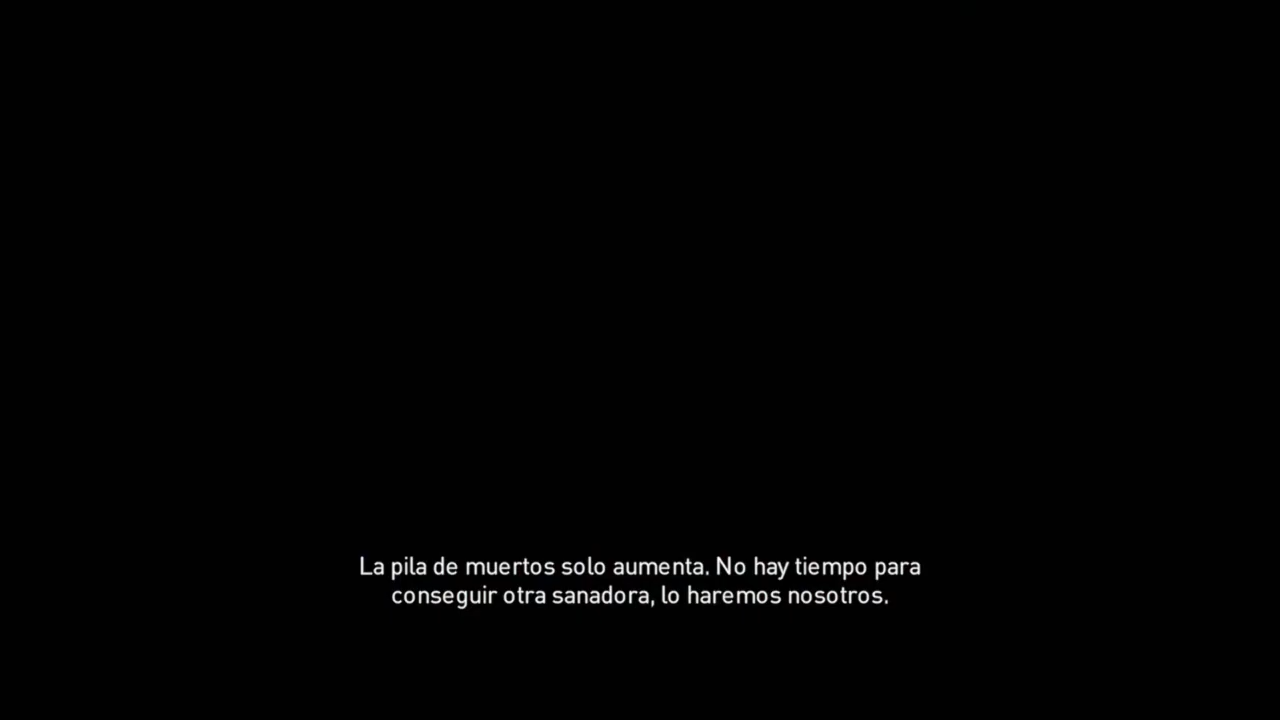 La pila de muertos solo aumenta. No hay tiempo para
conseguir otra sanadora, lo haremos nosotros.